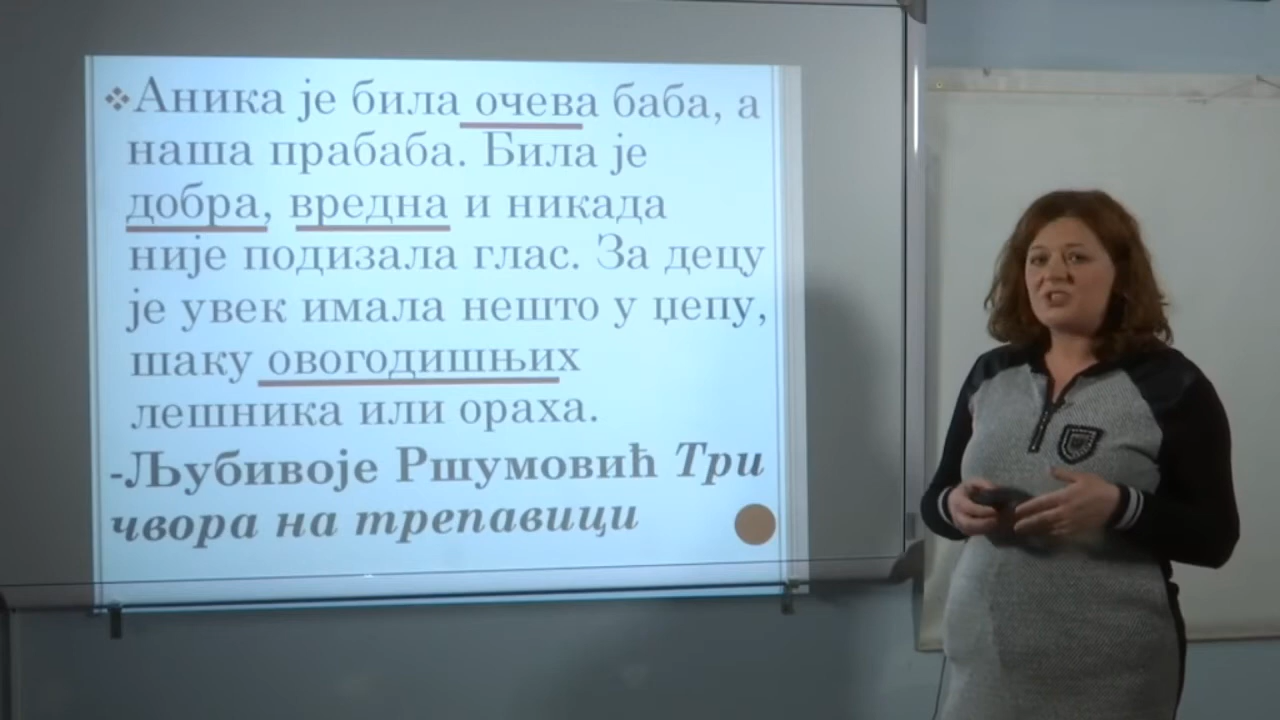 ❖Аника је била очева баба, а
наша прабаба. Била је
добра, вредна и никада
није подизала глас. За децу
је увек имала нешто у џепу,
шаку овогодишњих
лешника или ораха.
-Љубивоје Ршумовић Три
чвора на трепавици